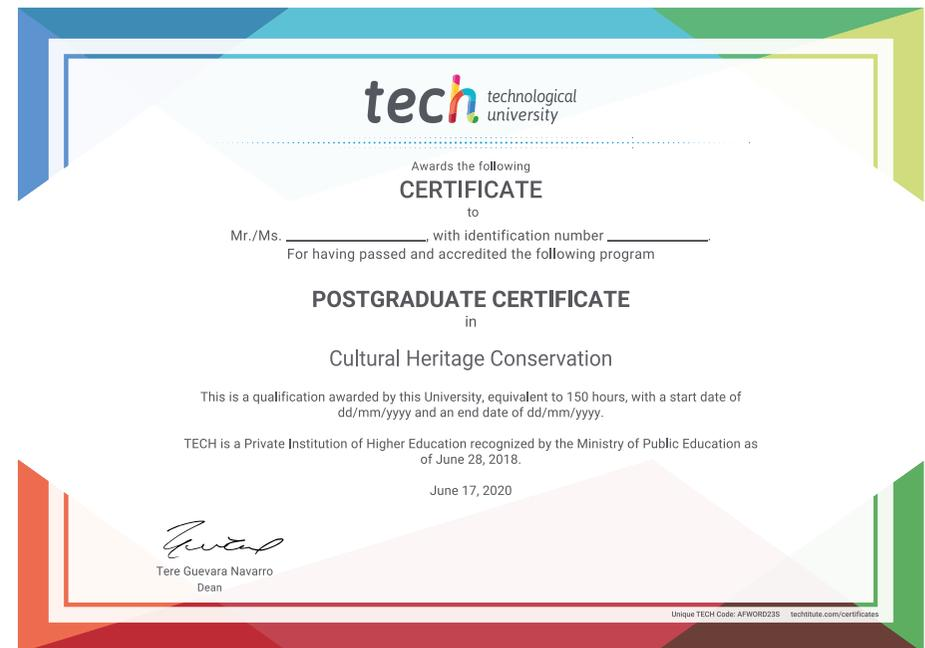 tech technological
university
Awards the following
CERTIFICATE
to
Mr./Ms. ____________________, with identification number ______________.
For having passed and accredited the following program
POSTGRADUATE CERTIFICATE
in
Cultural Heritage Conservation
This is a qualification awarded by this University, equivalent to 150 hours, with a start date of
dd/mm/yyyy and an end date of dd/mm/yyyy.
TECH is a Private Institution of Higher Education recognized by the Ministry of Public Education as
of June 28, 2018.
June 17, 2020
Tere Guevara Navarro
Dean
Unique TECH Code: AFWORD23S techtitute.com/certificates